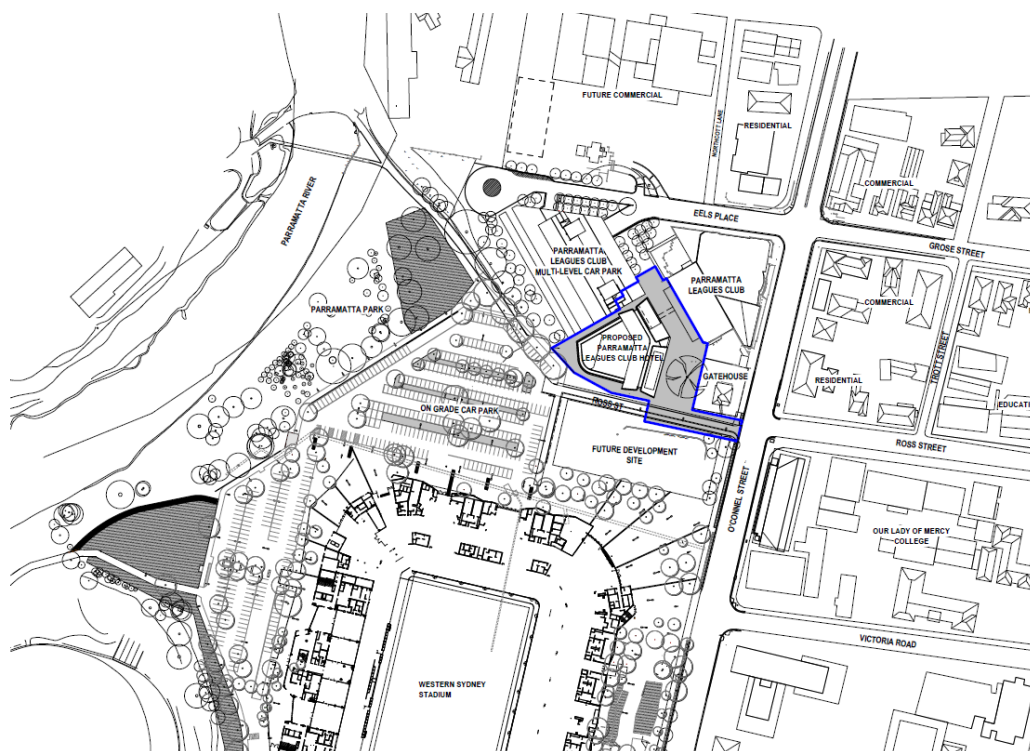 FUTURE COMMERCIAL
RESIDENTIAL
NORTHCOTT LANE
COMMERCIAL
PARRAMATTA RIVER
EELS PLACE
GROSE STREET
PARRAMATTA
LEAGUES CLUB
MULTI-LEVEL CAR PARK
PARRAMATTA
LEAGUES CLUB
COMMERCIAL
PARRAMATTA PARK
PROPOSED
PARRAMATTA
LEAGUES CLUB HOTEL
GATEHOUSE
RESIDENTIAL
TROTT STREET
EDUCATI
ON GRADE CAR PARK
ROSS ST
ROSS STREET
FUTURE DEVELOPMENT
SITE
O'CONNEL STREET
OUR LADY OF MERCY
COLLEGE
VICTORIA ROAD
WESTERN SYDNEY
STADIUM